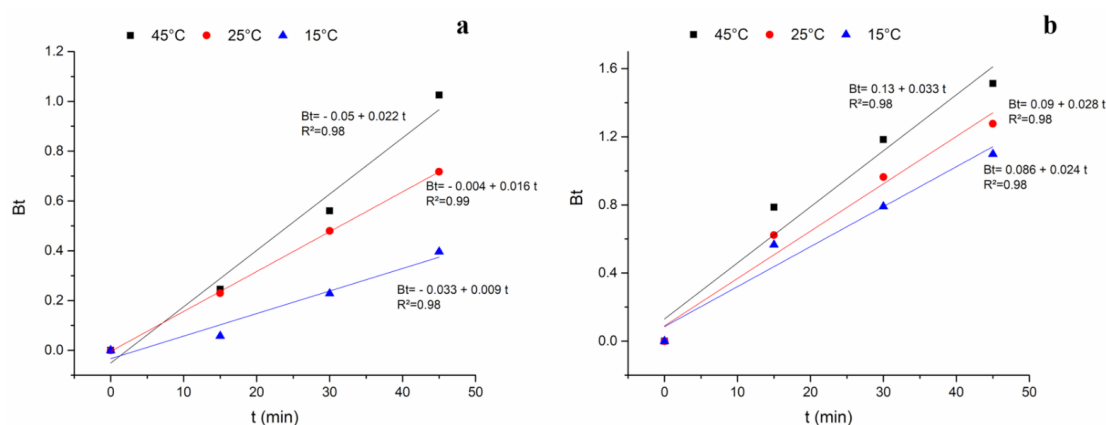 45°C 25°C 15°C
a
1.2
1.0
0.8
0.6
0.4
0.2
0.0
Bt
Bt= - 0.05 + 0.022 t
R²=0.98
Bt= - 0.004 + 0.016 t
R²=0.99
Bt= - 0.033 + 0.009 t
R²=0.98
0 10 20 30 40 50
t (min)
45°C 25°C 15°C
b
1.6
1.2
0.8
0.4
0.0
Bt
Bt= 0.13 + 0.033 t
R²=0.98
Bt= 0.09 + 0.028 t
R²=0.98
Bt= 0.086 + 0.024 t
R²=0.98
0 10 20 30 40 50
t (min)